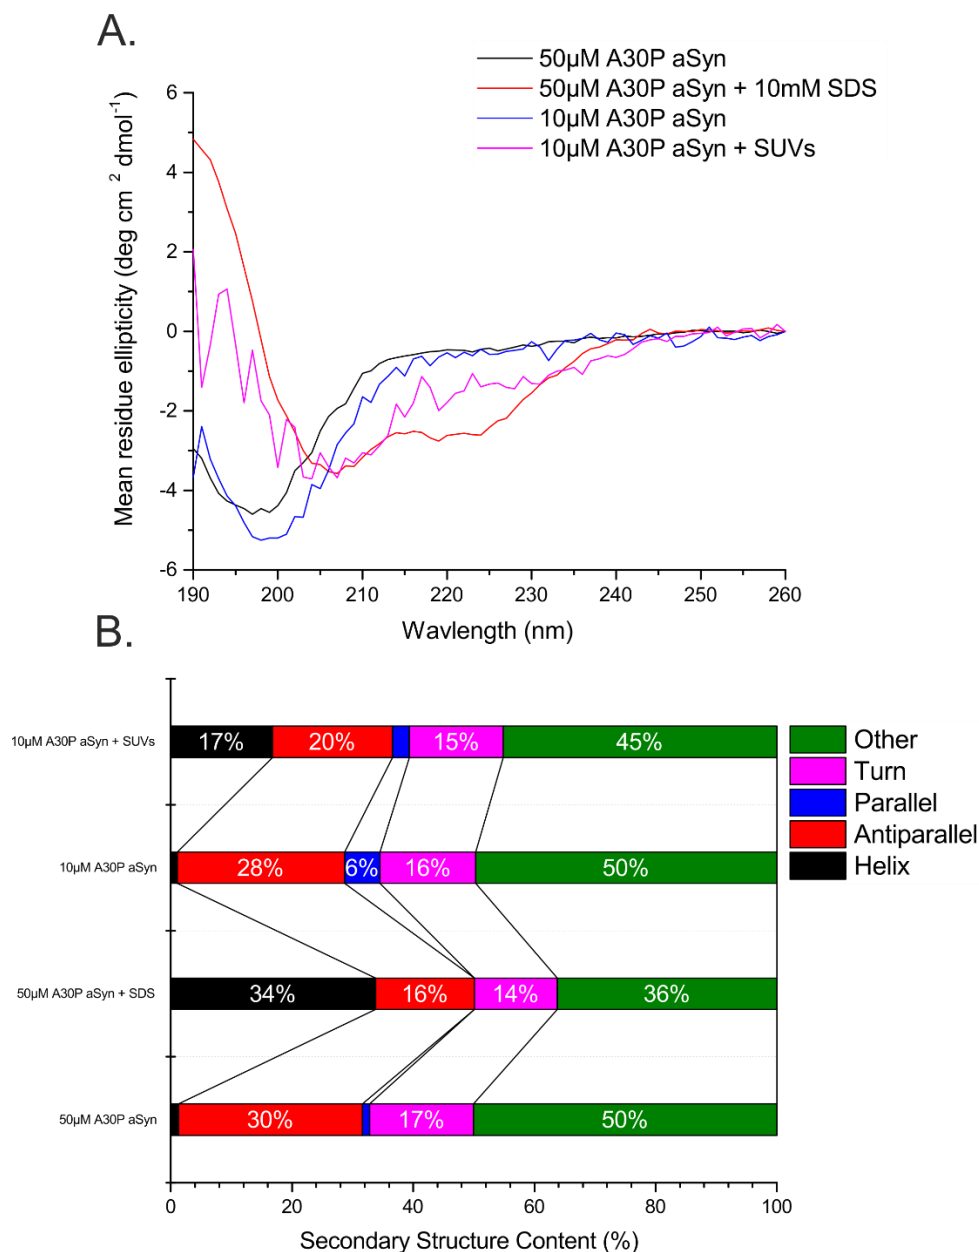 A.
50µM A30P aSyn
50µM A30P aSyn + 10mM SDS
10µM A30P aSyn
10µM A30P aSyn + SUVs
Mean residue ellipticity (deg cm ² dmol⁻¹)
6
4
2
0
-2
-4
-6
190 200 210 220 230 240 250 260
Wavlength (nm)
B.
10µM A30P aSyn + SUVs
17% 20% 15% 45%
10µM A30P aSyn
28% 6% 16% 50%
50µM A30P aSyn + SDS
34% 16% 14% 36%
50µM A30P aSyn
30% 17% 50%
Other
Turn
Parallel
Antiparallel
Helix
0 20 40 60 80 100
Secondary Structure Content (%)